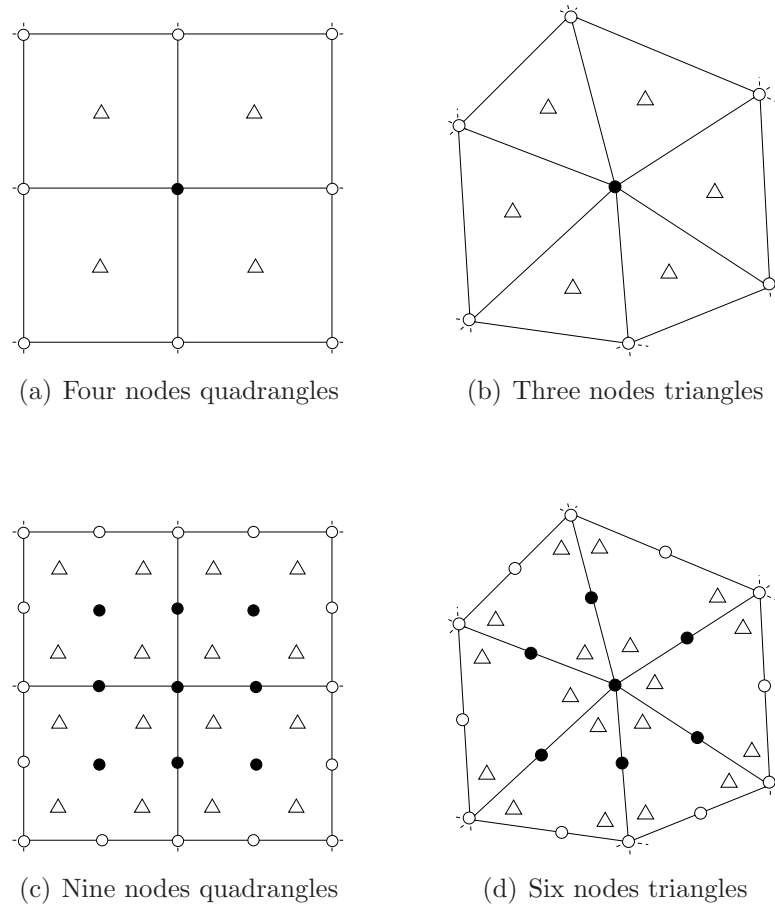 (a) Four nodes quadrangles
(b) Three nodes triangles
(c) Nine nodes quadrangles
(d) Six nodes triangles